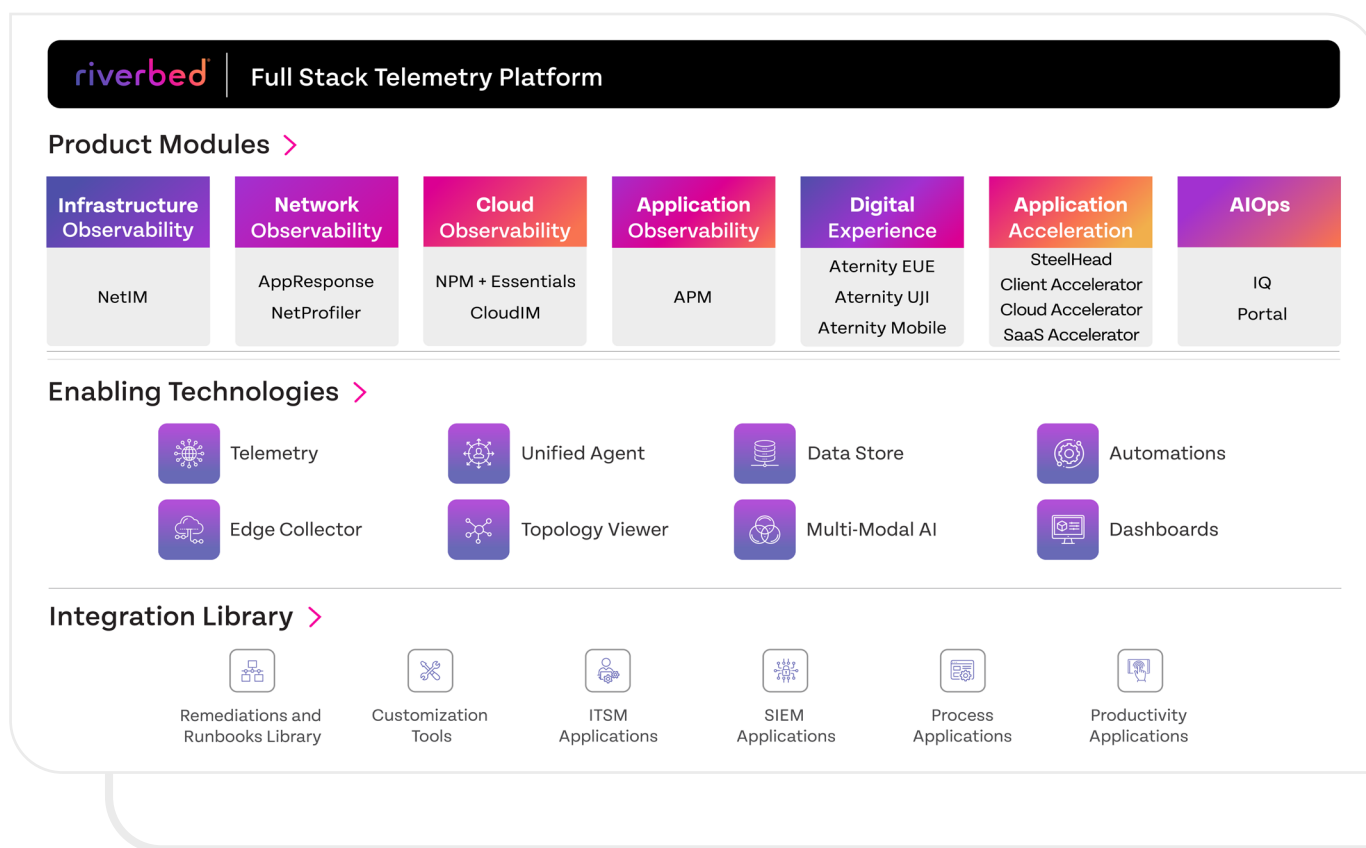 riverbed
Full Stack Telemetry Platform
Product Modules
Infrastructure
Observability
NetIM
Network
Observability
AppResponse
NetProfiler
Cloud
Observability
NPM + Essentials
CloudIM
Application
Observability
APM
Digital
Experience
Aternity EUE
Aternity UJI
Aternity Mobile
Application
Acceleration
SteelHead
Client Accelerator
Cloud Accelerator
SaaS Accelerator
AIOps
IQ
Portal
Enabling Technologies
Telemetry
Unified Agent
Data Store
Automations
Edge Collector
Topology Viewer
Multi-Modal AI
Dashboards
Integration Library
Remediations and
Runbooks Library
Customization
Tools
ITSM
Applications
SIEM
Applications
Process
Applications
Productivity
Applications